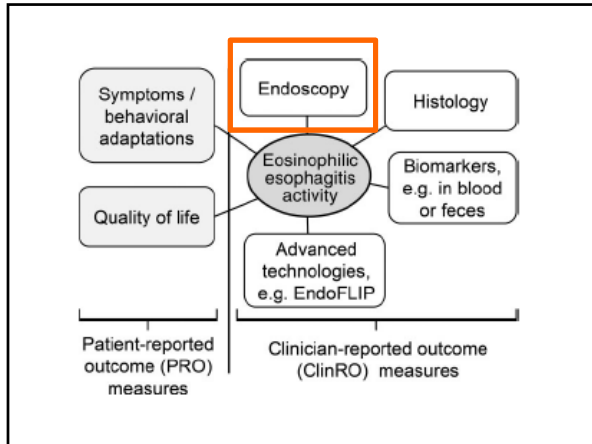 Symptoms /
behavioral
adaptations
Quality of life
Endoscopy
Histology
Eosinophilic
esophagitis
activity
Biomarkers,
e.g. in blood
or feces
Advanced
technologies,
e.g. EndoFLIP
Patient-reported
outcome (PRO)
measures
Clinician-reported outcome
(ClinRO) measures